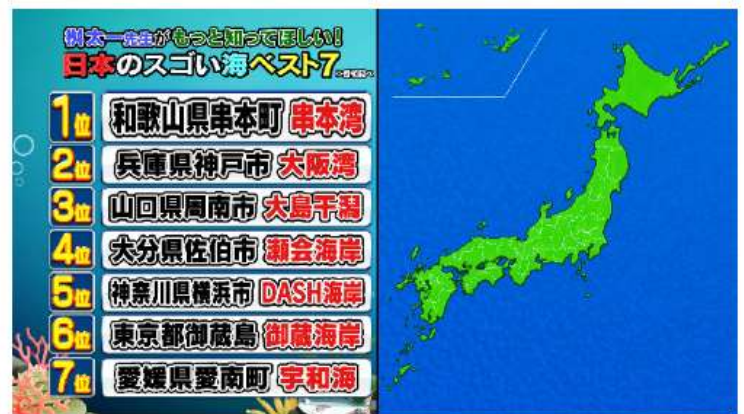 桝太一先生がもっと知ってほしい!
日本のスゴい海ベスト7
1位 和歌山県串本町 串本湾
2位 兵庫県神戸市 大阪湾
3位 山口県周南市 大島干潟
4位 大分県佐伯市 瀬会海岸
5位 神奈川県横浜市 DASH海岸
6位 東京都御蔵島 御蔵海岸
7位 愛媛県愛南町 宇和海